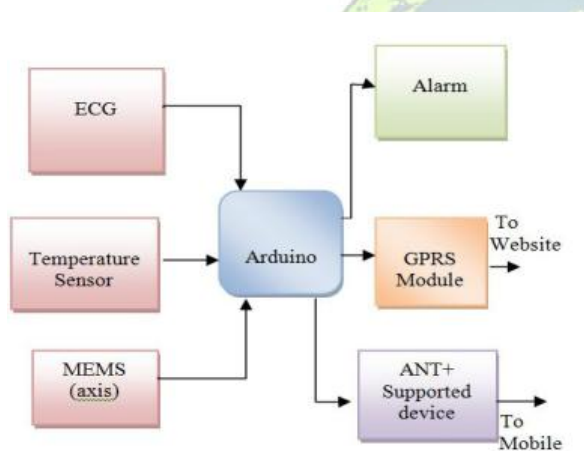 ECG
Alarm
Temperature
Sensor
Arduino
GPRS
Module
To
Website
MEMS
(axis)
ANT+
Supported
device
To
Mobile